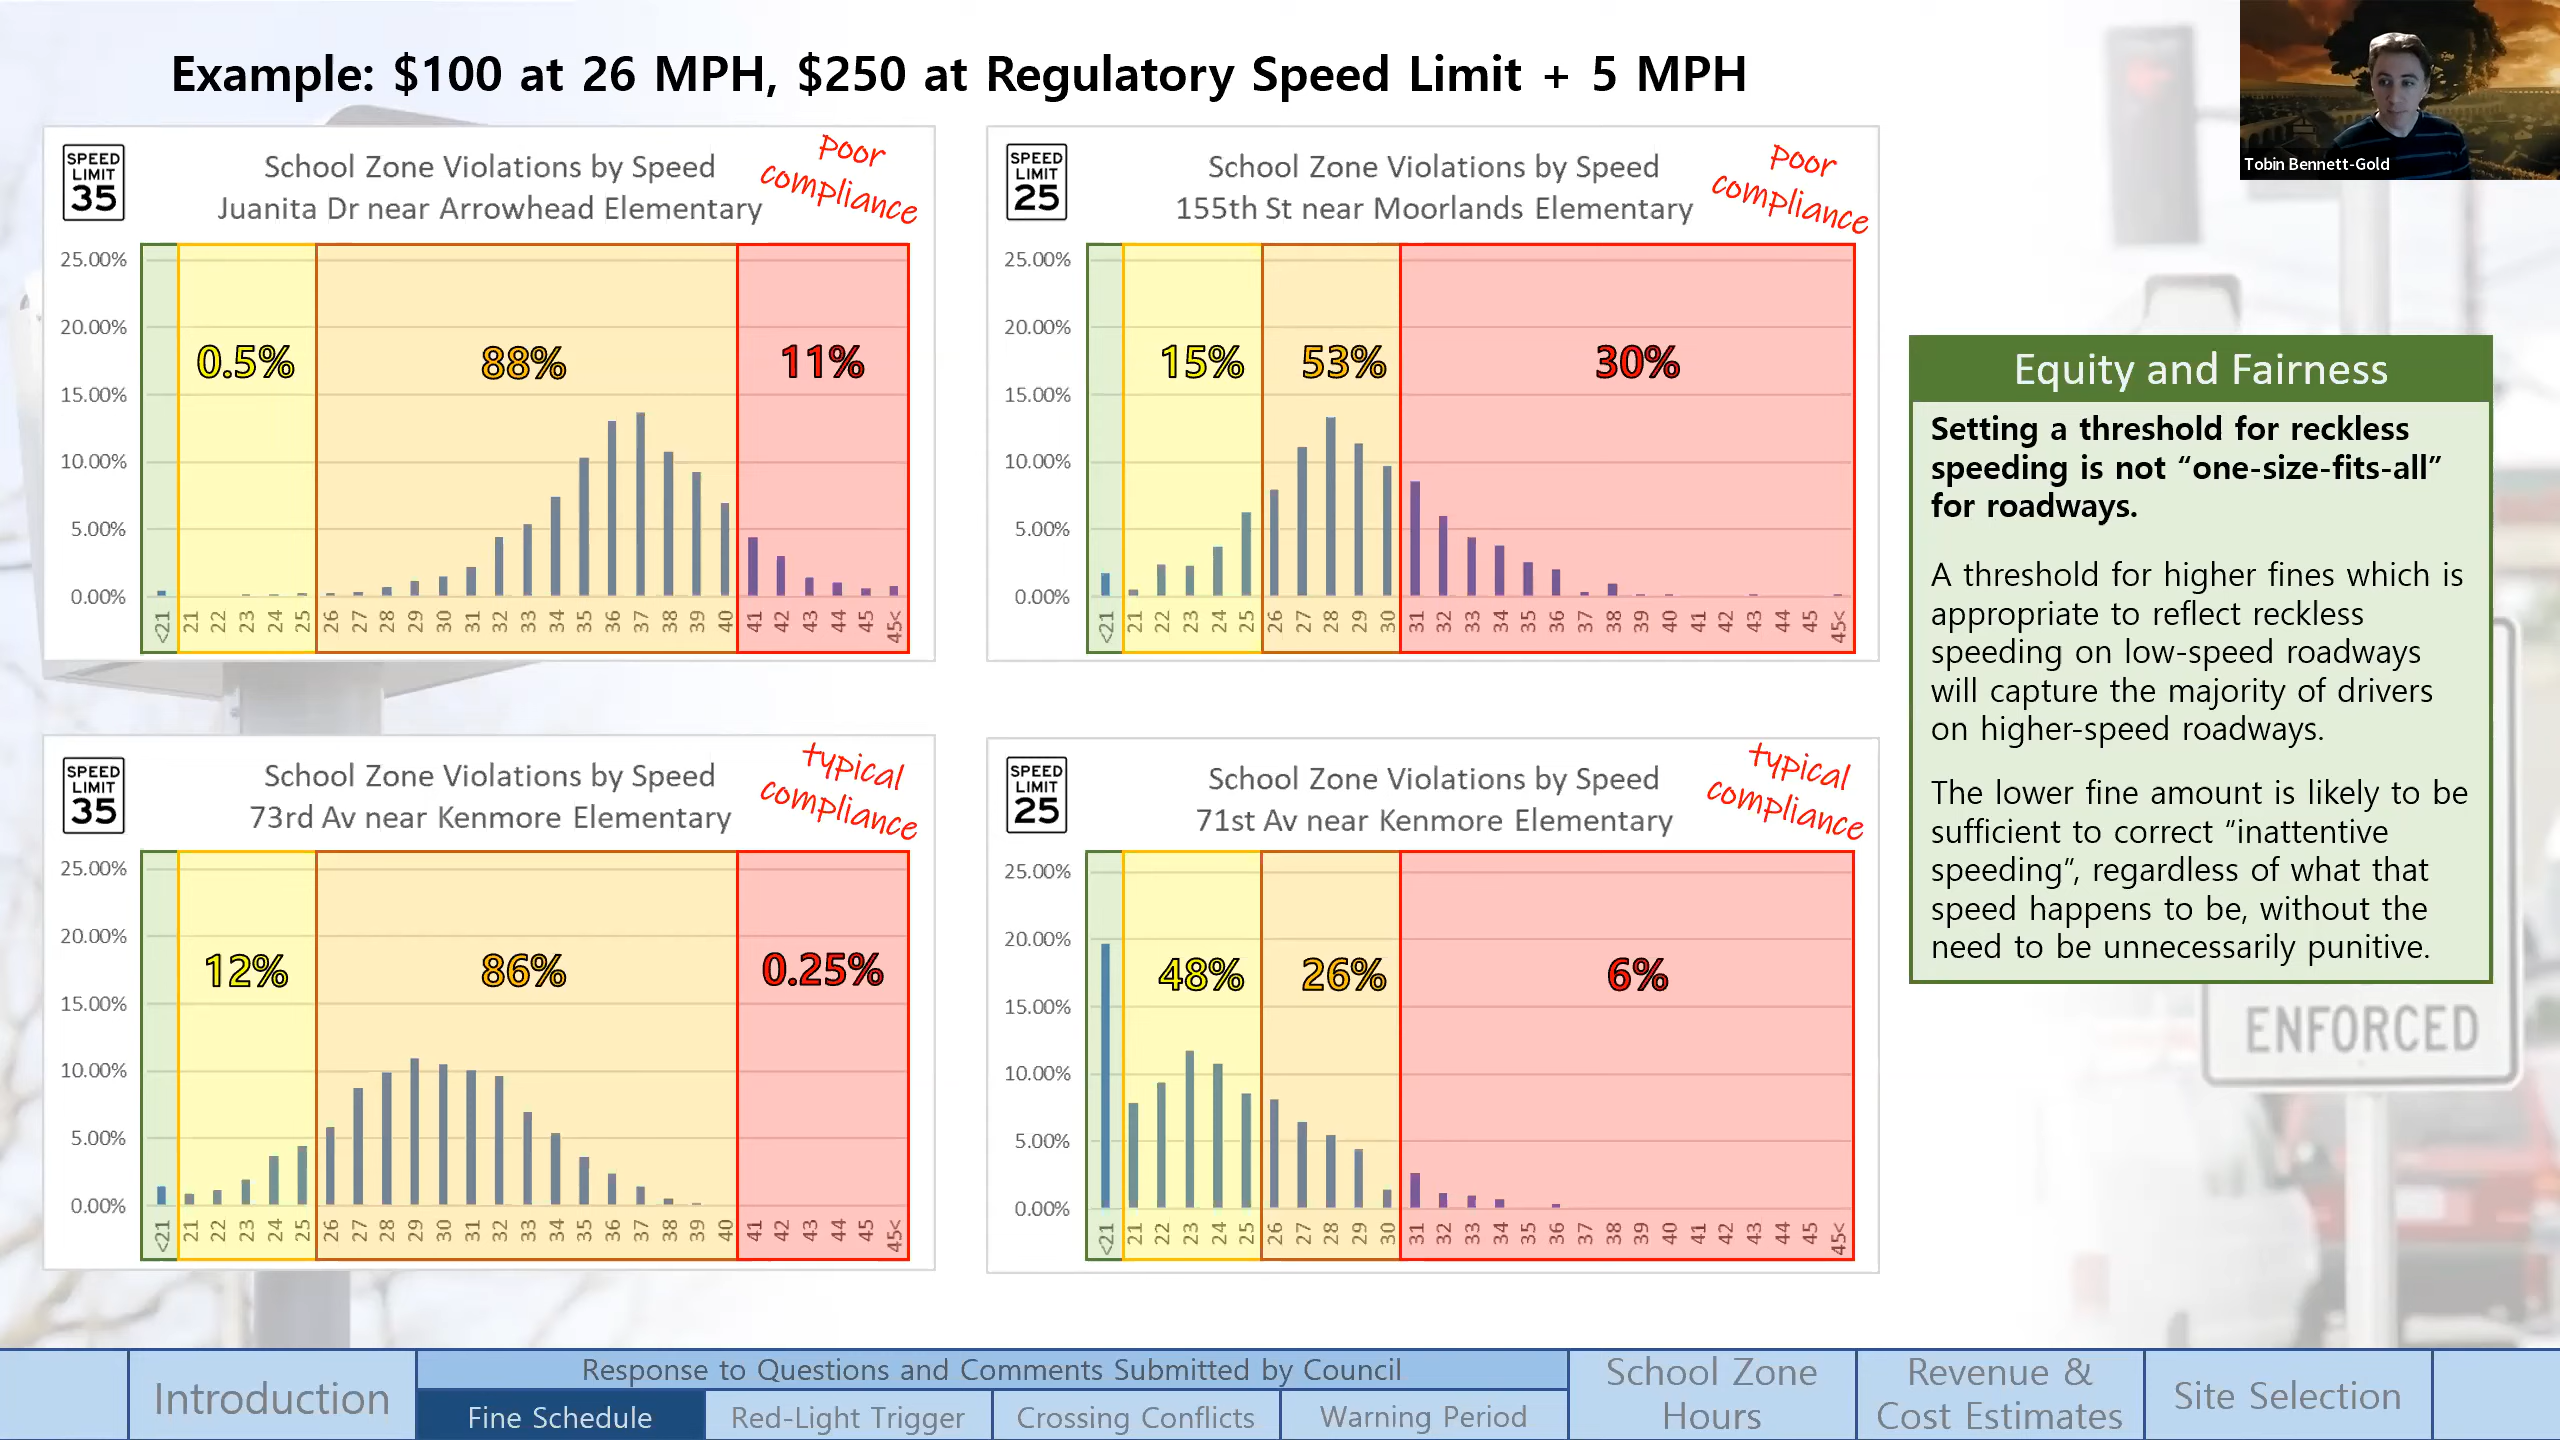 Example: $100 at 26 MPH, $250 at Regulatory Speed Limit + 5 MPH
Tobin Bennett-Gold
SPEED
LIMIT
35
School Zone Violations by Speed
Juanita Dr near Arrowhead Elementary
Poor
compliance
25.00%
20.00%
15.00%
10.00%
5.00%
0.00%
0.5%
88%
11%
<21 21 22 23 24 25 26 27 28 29 30 31 32 33 34 35 36 37 38 39 40 41 42 43 44 45 45<
SPEED
LIMIT
25
School Zone Violations by Speed
155th St near Moorlands Elementary
Poor
compliance
25.00%
20.00%
15.00%
10.00%
5.00%
0.00%
15%
53%
30%
<21 21 22 23 24 25 26 27 28 29 30 31 32 33 34 35 36 37 38 39 40 41 42 43 44 45 45<
SPEED
LIMIT
35
School Zone Violations by Speed
73rd Av near Kenmore Elementary
typical
compliance
25.00%
20.00%
15.00%
10.00%
5.00%
0.00%
12%
86%
0.25%
<21 21 22 23 24 25 26 27 28 29 30 31 32 33 34 35 36 37 38 39 40 41 42 43 44 45 45<
SPEED
LIMIT
25
School Zone Violations by Speed
71st Av near Kenmore Elementary
typical
compliance
25.00%
20.00%
15.00%
10.00%
5.00%
0.00%
48%
26%
6%
<21 21 22 23 24 25 26 27 28 29 30 31 32 33 34 35 36 37 38 39 40 41 42 43 44 45 45<
Equity and Fairness
Setting a threshold for reckless
speeding is not “one-size-fits-all”
for roadways.
A threshold for higher fines which is
appropriate to reflect reckless
speeding on low-speed roadways
will capture the majority of drivers
on higher-speed roadways.
The lower fine amount is likely to be
sufficient to correct “inattentive
speeding”, regardless of what that
speed happens to be, without the
need to be unnecessarily punitive.
ENFORCED
Introduction
Response to Questions and Comments Submitted by Council
Fine Schedule
Red-Light Trigger
Crossing Conflicts
Warning Period
School Zone
Hours
Revenue &
Cost Estimates
Site Selection